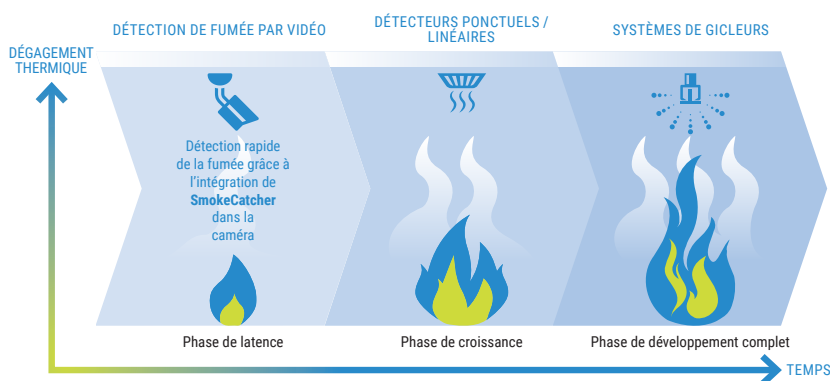 DÉTECTION DE FUMÉE PAR VIDÉO
DÉTECTEURS PONCTUELS /
LINÉAIRES
SYSTÈMES DE GICLEURS
DÉGAGEMENT
THERMIQUE
Détection rapide
de la fumée grâce à
l'intégration de
SmokeCatcher
dans la
caméra
Phase de latence
Phase de croissance
Phase de développement complet
TEMPS